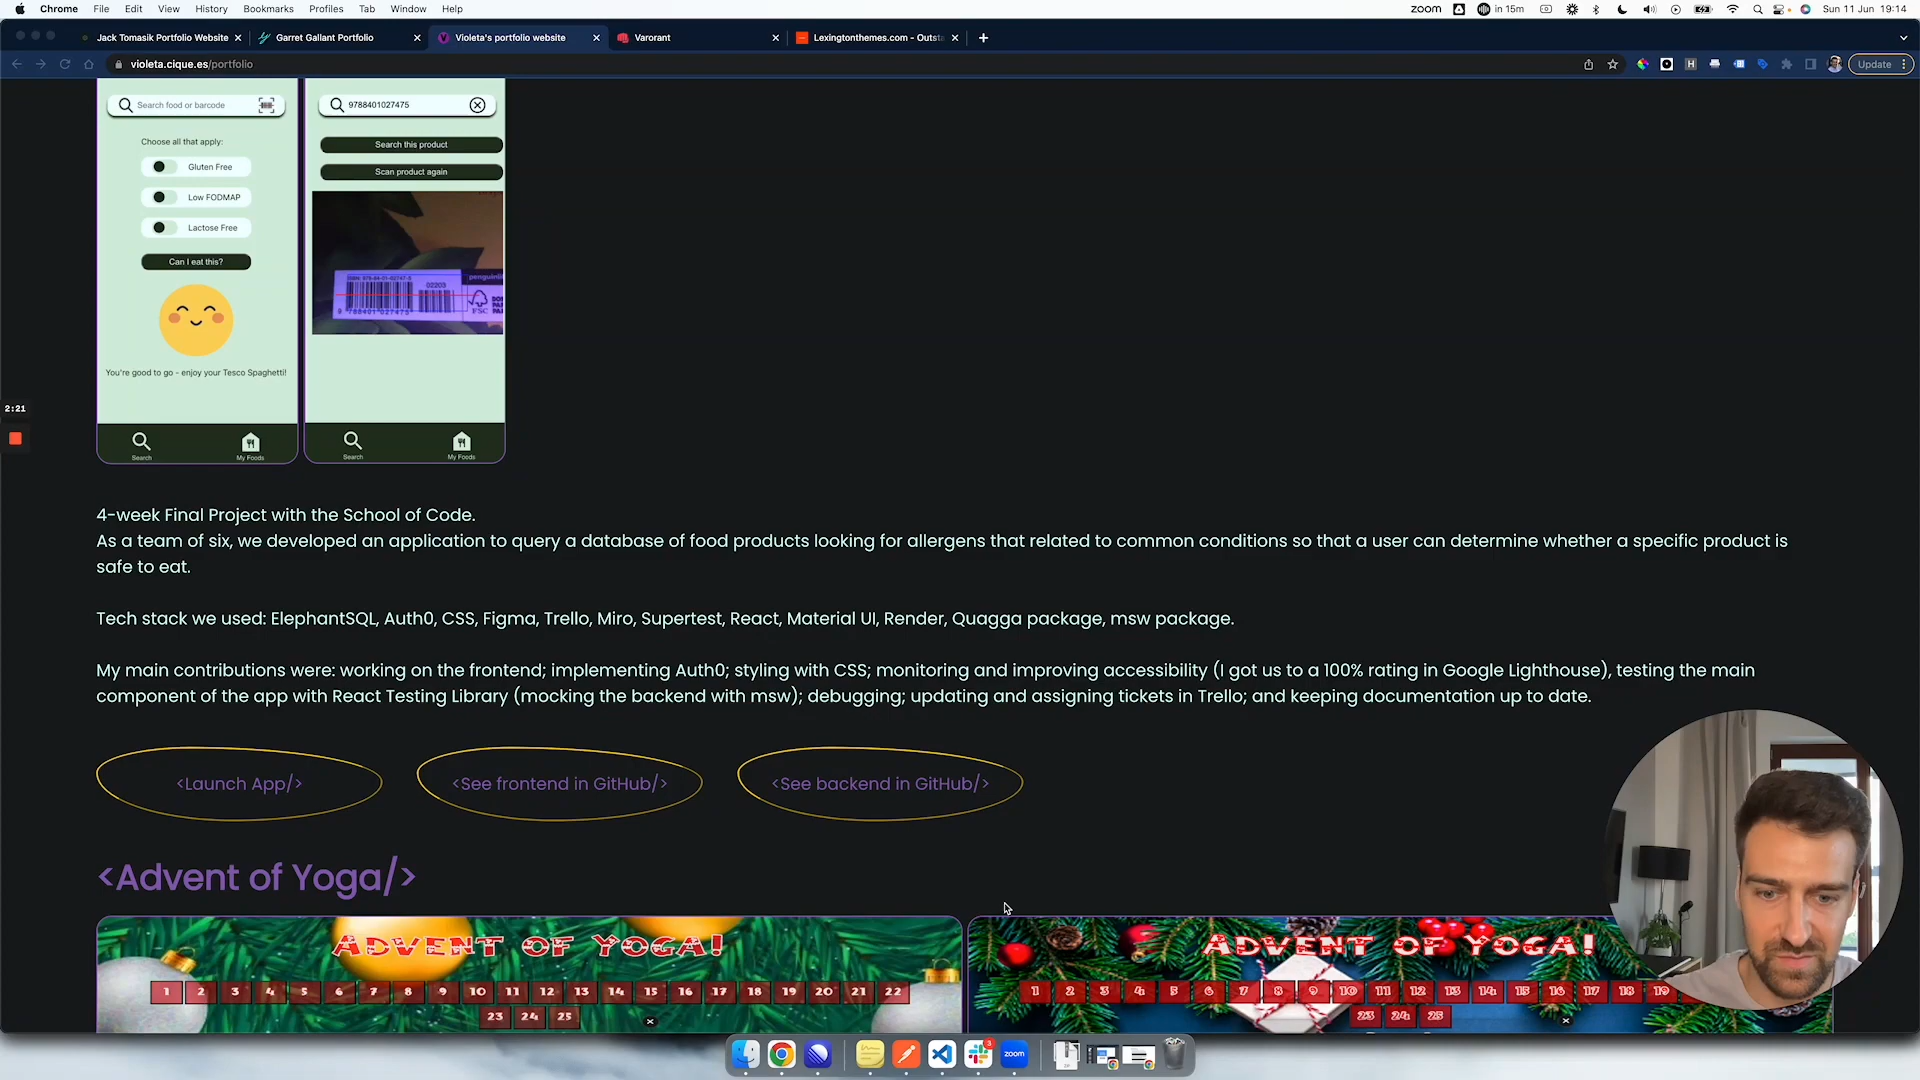 Chrome File Edit View History Bookmarks Profiles Tab Window Help
zoom in 15m Sun 11 Jun 19:14
Jack Tomasik Portfolio Website Garret Gallant Portfolio Violeta's portfolio website Varorant Lexingtonthemes.com - Outsta
violeta.cique.es/portfolio
Update
Search food or barcode
9788401027475
Choose all that apply:
Search this product
Gluten Free
Scan product again
Low FODMAP
Lactose Free
Can I eat this?
02203
9 788401 027475
FSC
You're good to go - enjoy your Tesco Spaghetti!
2:21
Search My Foods
Search My Foods
4-week Final Project with the School of Code.
As a team of six, we developed an application to query a database of food products looking for allergens that related to common conditions so that a user can determine whether a specific product is
safe to eat.
Tech stack we used: ElephantSQL, Auth0, CSS, Figma, Trello, Miro, Supertest, React, Material UI, Render, Quagga package, msw package.
My main contributions were: working on the frontend; implementing Auth0; styling with CSS; monitoring and improving accessibility (I got us to a 100% rating in Google Lighthouse), testing the main
component of the app with React Testing Library (mocking the backend with msw); debugging; updating and assigning tickets in Trello; and keeping documentation up to date.
<Launch App/> <See frontend in GitHub/> <See backend in GitHub/>
<Advent of Yoga/>
ADVENT OF YOGA!
1 2 3 4 5 6 7 8 9 10 11 12 13 14 15 16 17 18 19 20 21 22
23 24 25
ADVENT OF YOGA!
1 2 3 4 5 6 7 8 9 10 11 12 13 14 15 16 17 18 19
23 24 25
3
zoom